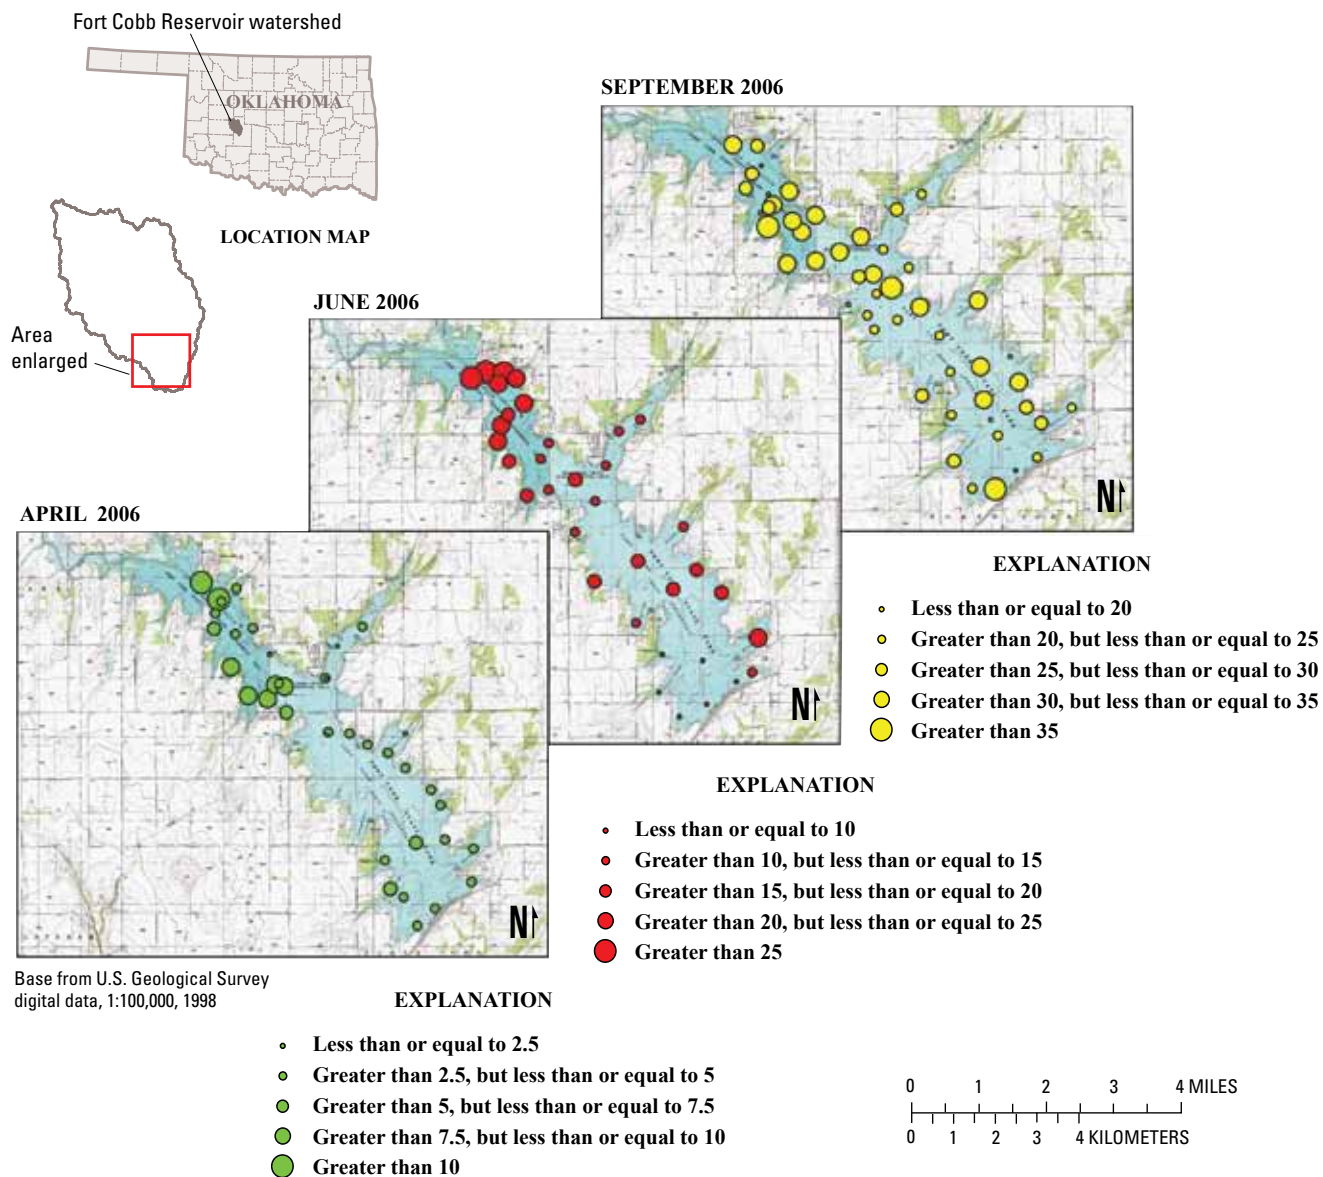 Fort Cobb Reservoir watershed
OKLAHOMA
LOCATION MAP
Area
enlarged
SEPTEMBER 2006
N
EXPLANATION
Less than or equal to 20
Greater than 20, but less than or equal to 25
Greater than 25, but less than or equal to 30
Greater than 30, but less than or equal to 35
Greater than 35
JUNE 2006
N
EXPLANATION
Less than or equal to 10
Greater than 10, but less than or equal to 15
Greater than 15, but less than or equal to 20
Greater than 20, but less than or equal to 25
Greater than 25
APRIL 2006
N
Base from U.S. Geological Survey
digital data, 1:100,000, 1998
EXPLANATION
Less than or equal to 2.5
Greater than 2.5, but less than or equal to 5
Greater than 5, but less than or equal to 7.5
Greater than 7.5, but less than or equal to 10
Greater than 10
0 1 2 3 4 MILES
0 1 2 3 4 KILOMETERS